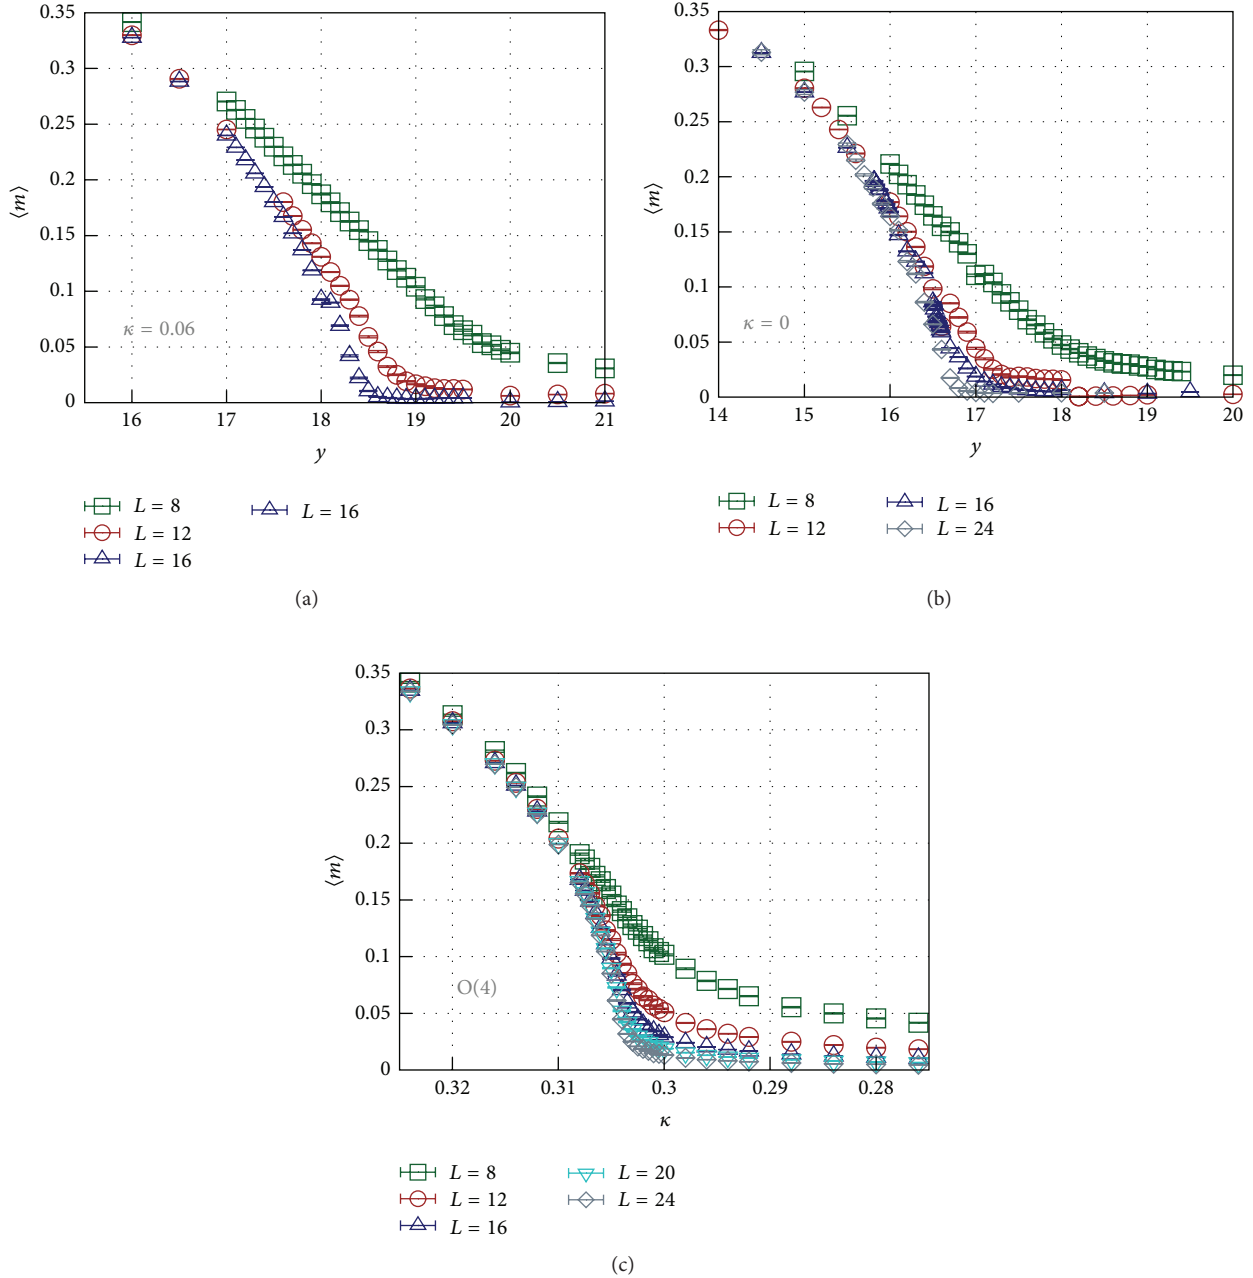 0.35
0.3
0.25
0.2
0.15
0.1
0.05
0
⟨m⟩
κ = 0.06
16 17 18 19 20 21
y
L = 8
L = 12
L = 16
L = 16
(a)
0.35
0.3
0.25
0.2
0.15
0.1
0.05
0
⟨m⟩
κ = 0
14 15 16 17 18 19 20
y
L = 8
L = 12
L = 16
L = 24
(b)
0.35
0.3
0.25
0.2
0.15
0.1
0.05
0
⟨m⟩
O(4)
0.32 0.31 0.3 0.29 0.28
κ
L = 8
L = 12
L = 16
L = 20
L = 24
(c)